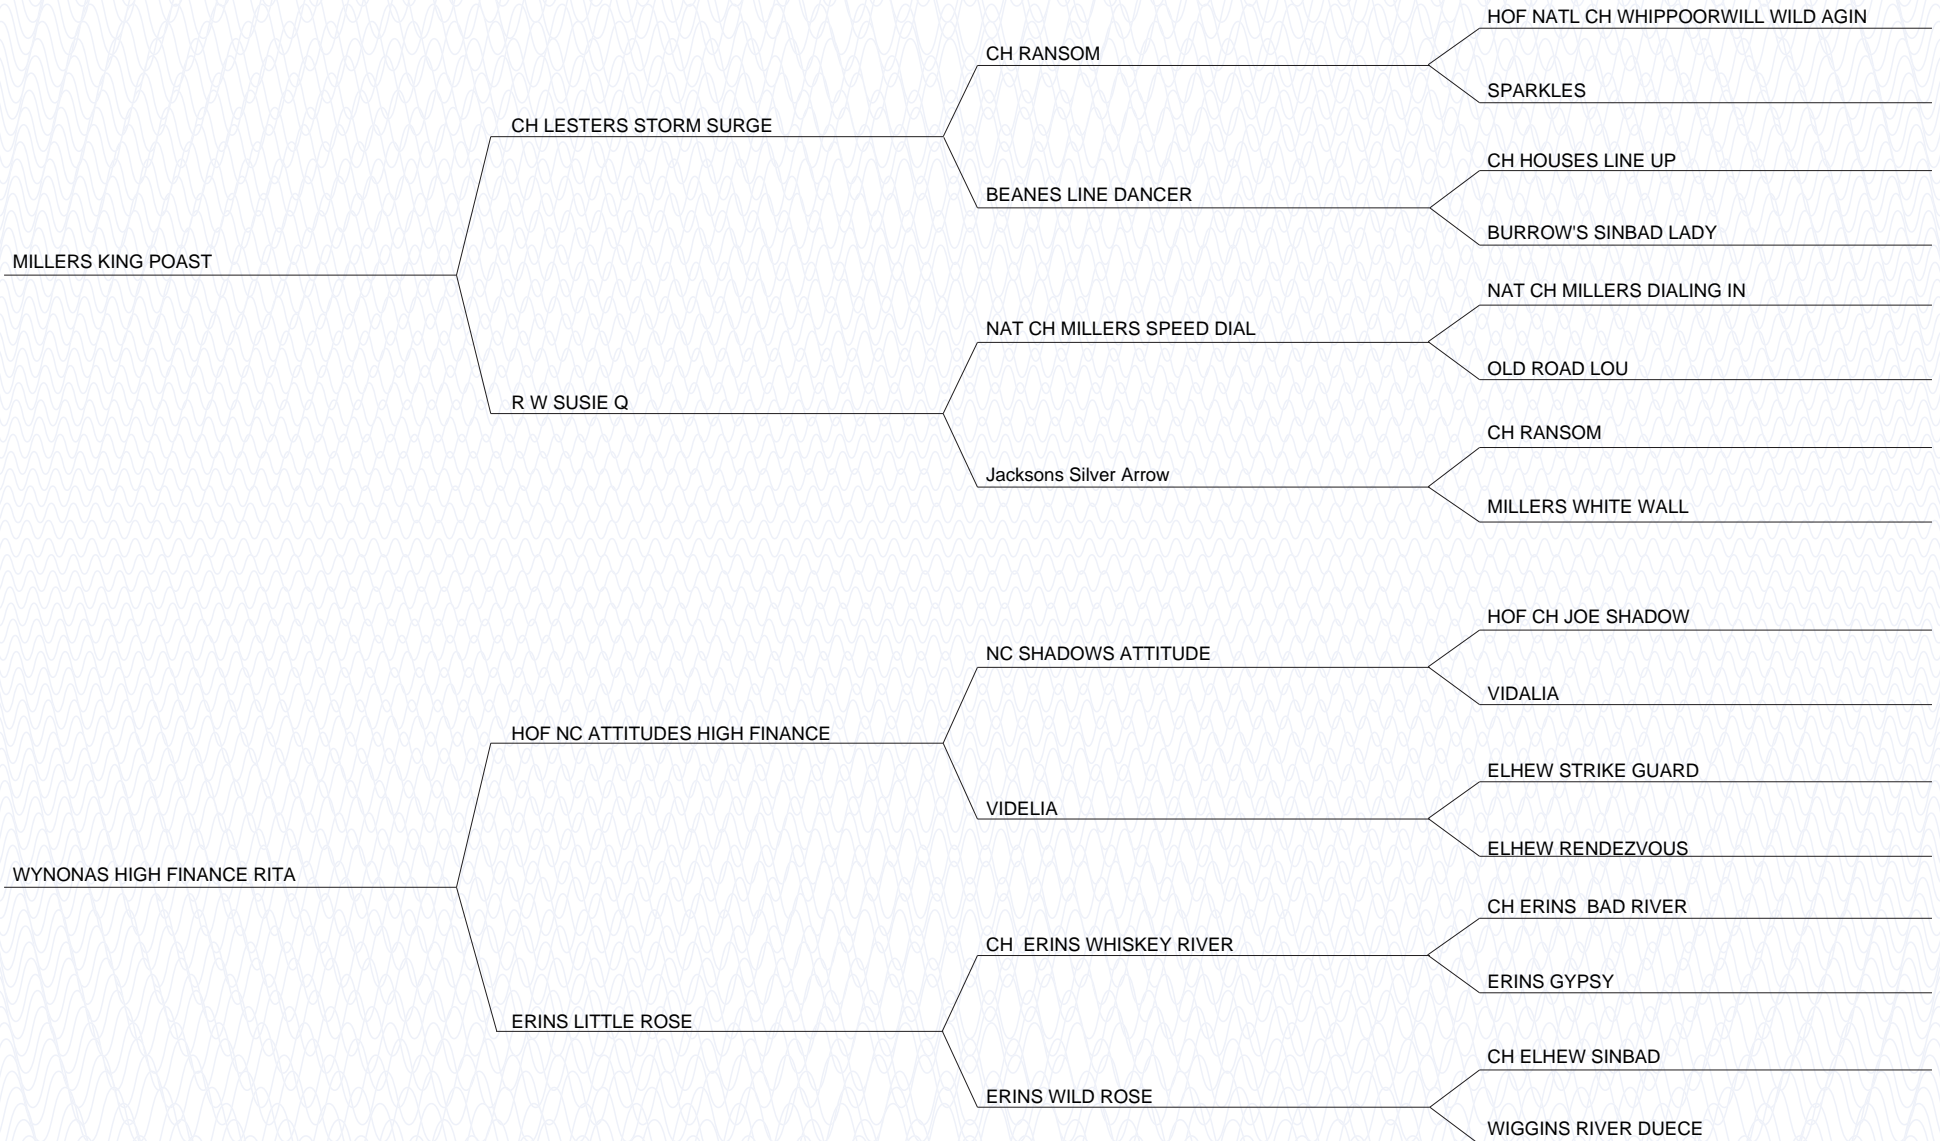 HOF NATL CH WHIPPOORWILL WILD AGIN
CH RANSOM
SPARKLES
CH LESTERS STORM SURGE
CH HOUSES LINE UP
BEANES LINE DANCER
BURROW'S SINBAD LADY
MILLERS KING POAST
NAT CH MILLERS DIALING IN
NAT CH MILLERS SPEED DIAL
OLD ROAD LOU
R W SUSIE Q
CH RANSOM
Jacksons Silver Arrow
MILLERS WHITE WALL
HOF CH JOE SHADOW
NC SHADOWS ATTITUDE
VIDALIA
HOF NC ATTITUDES HIGH FINANCE
ELHEW STRIKE GUARD
VIDELIA
ELHEW RENDEZVOUS
WYNONAS HIGH FINANCE RITA
CH ERINS  BAD RIVER
CH  ERINS WHISKEY RIVER
ERINS GYPSY
ERINS LITTLE ROSE
CH ELHEW SINBAD
ERINS WILD ROSE
WIGGINS RIVER DUECE